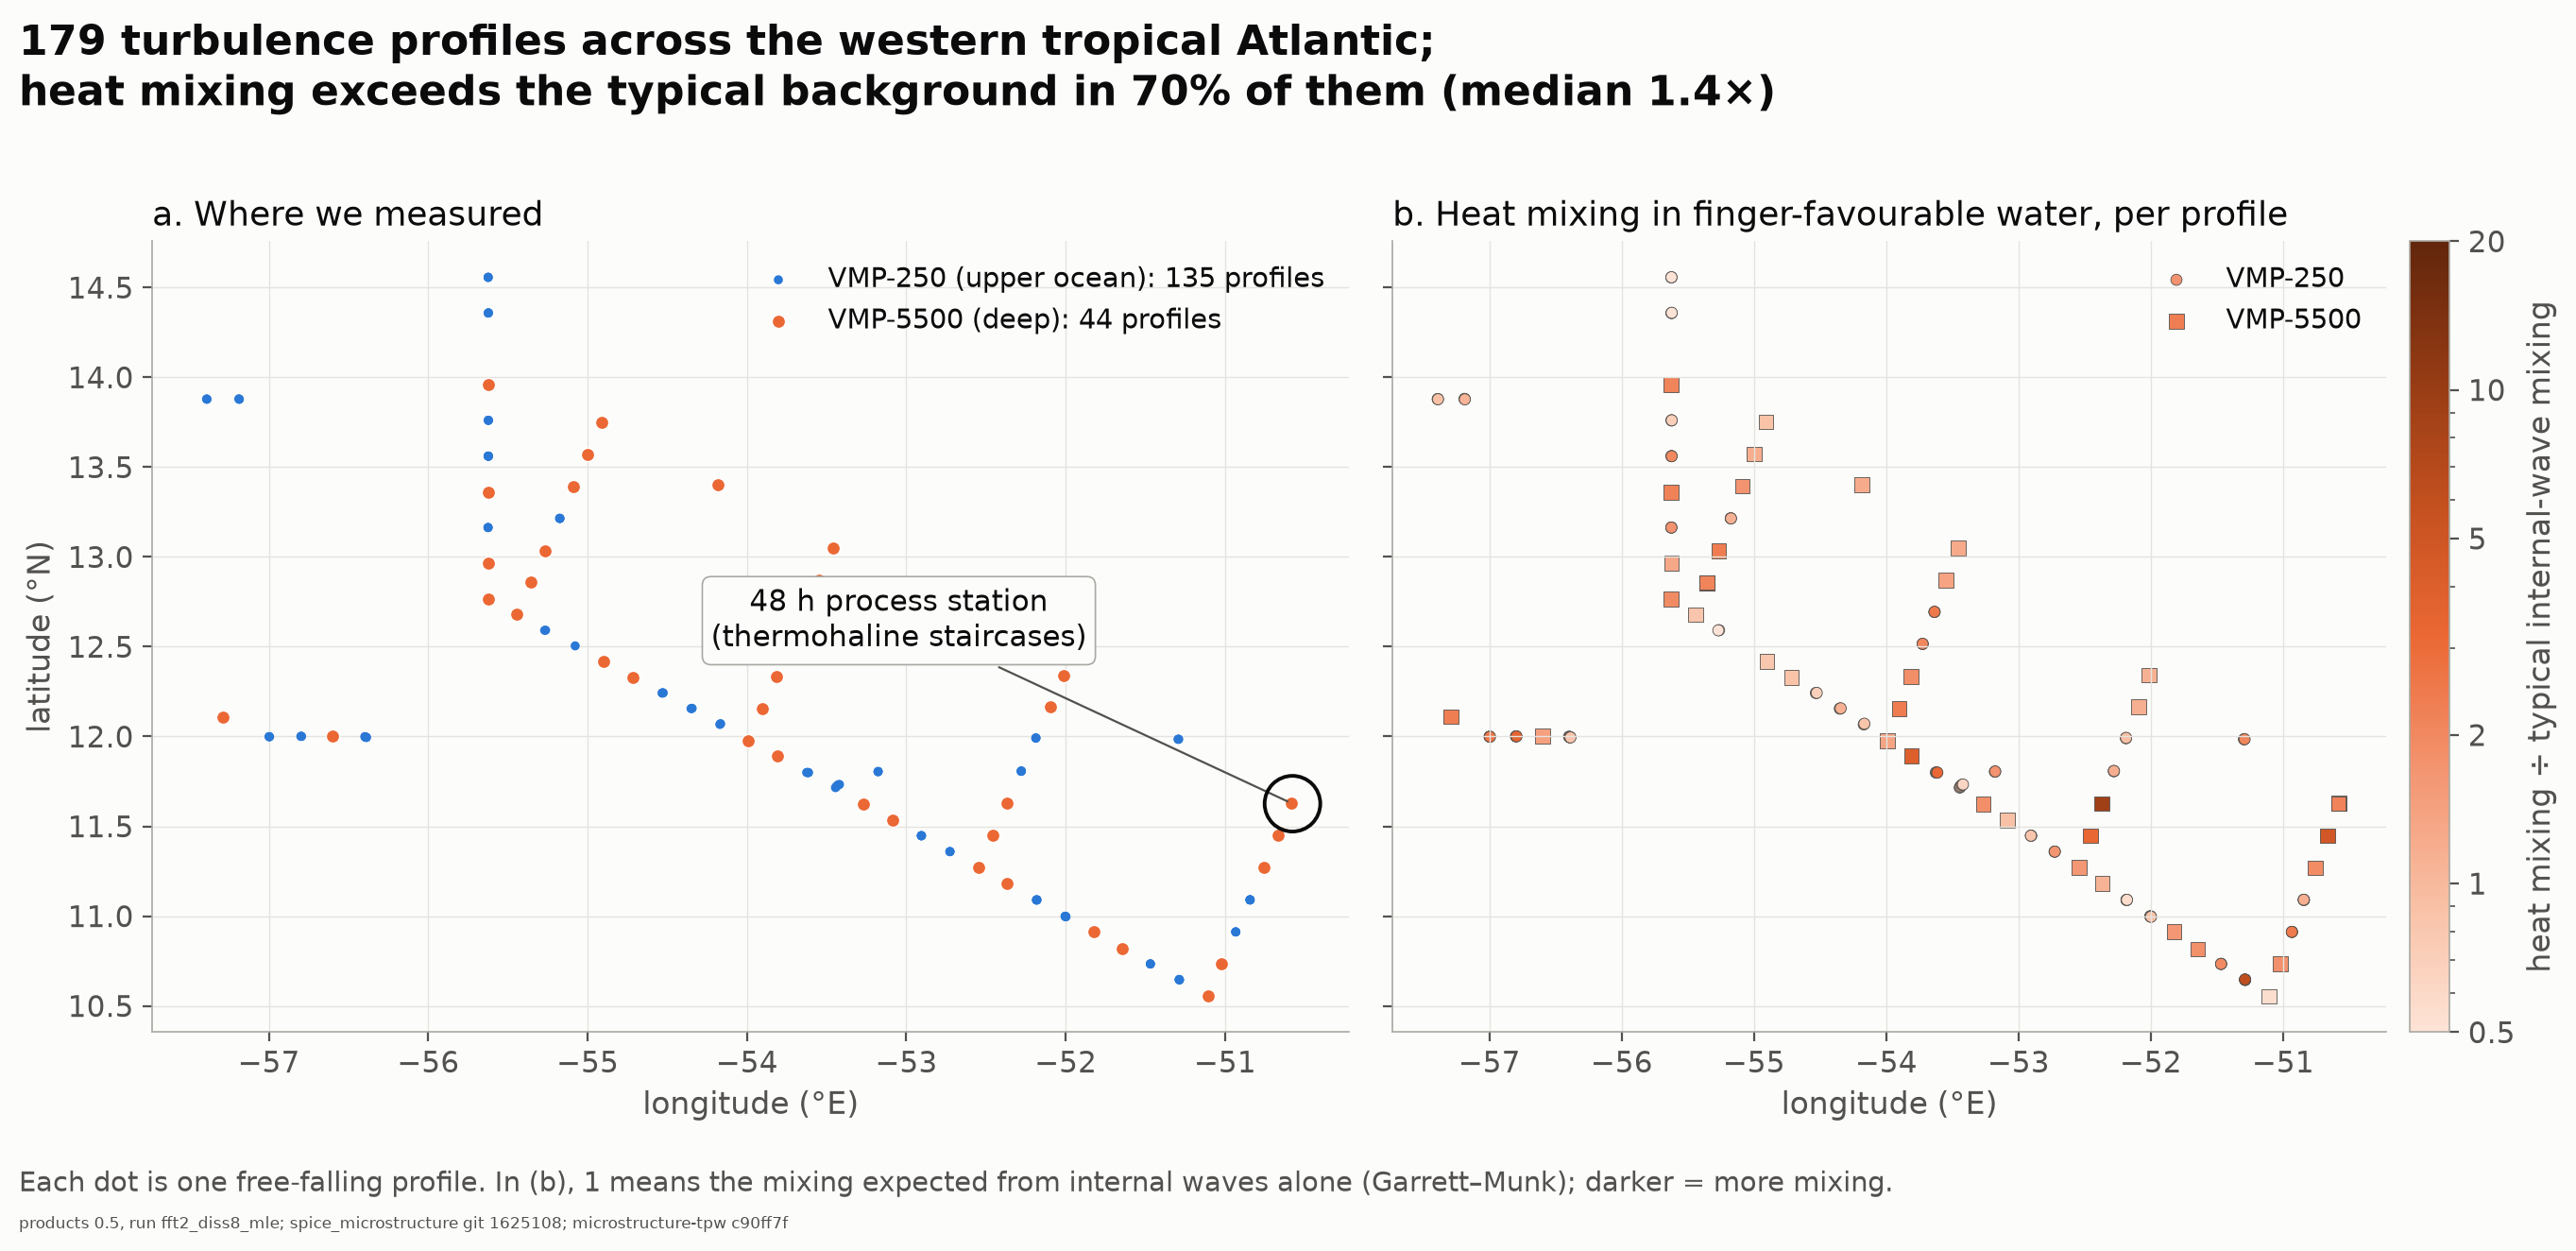 179 turbulence profiles across the western tropical Atlantic;
heat mixing exceeds the typical background in 70% of them (median 1.4×)
a. Where we measured
VMP-250 (upper ocean): 135 profiles
VMP-5500 (deep): 44 profiles
48 h process station
(thermohaline staircases)
latitude (°N)
14.5
14.0
13.5
13.0
12.5
12.0
11.5
11.0
10.5
−57
−56
−55
−54
−53
−52
−51
longitude (°E)
b. Heat mixing in finger-favourable water, per profile
VMP-250
VMP-5500
−57
−56
−55
−54
−53
−52
−51
longitude (°E)
20
10
5
2
1
0.5
heat mixing ÷ typical internal-wave mixing
Each dot is one free-falling profile. In (b), 1 means the mixing expected from internal waves alone (Garrett–Munk); darker = more mixing.
products 0.5, run fft2_diss8_mle; spice_microstructure git 1625108; microstructure-tpw c90ff7f